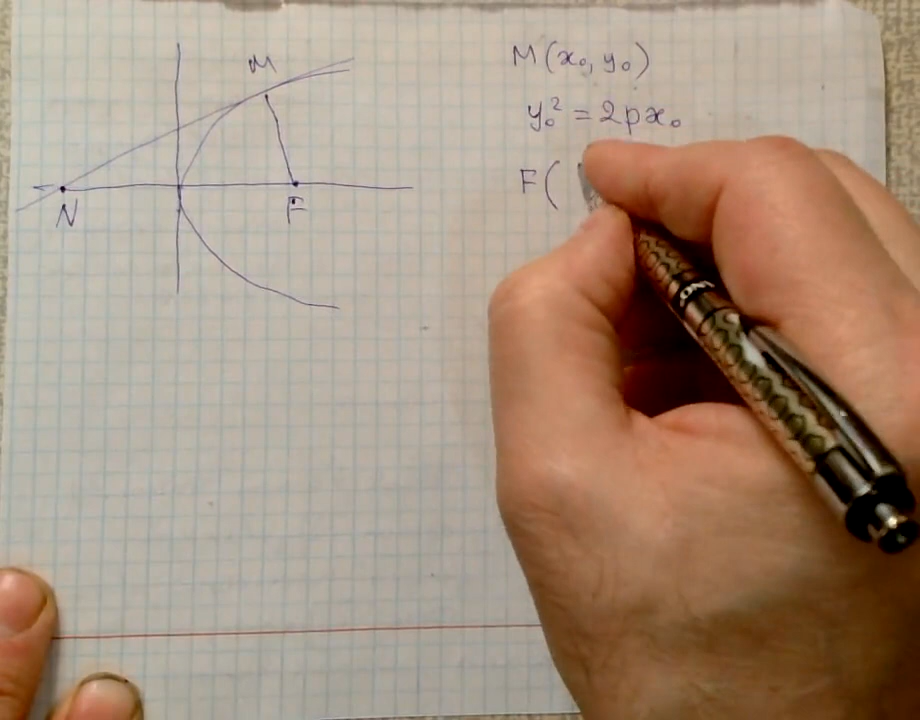 M
N
F
M(x₀, y₀)
y₀² = 2px₀
F(